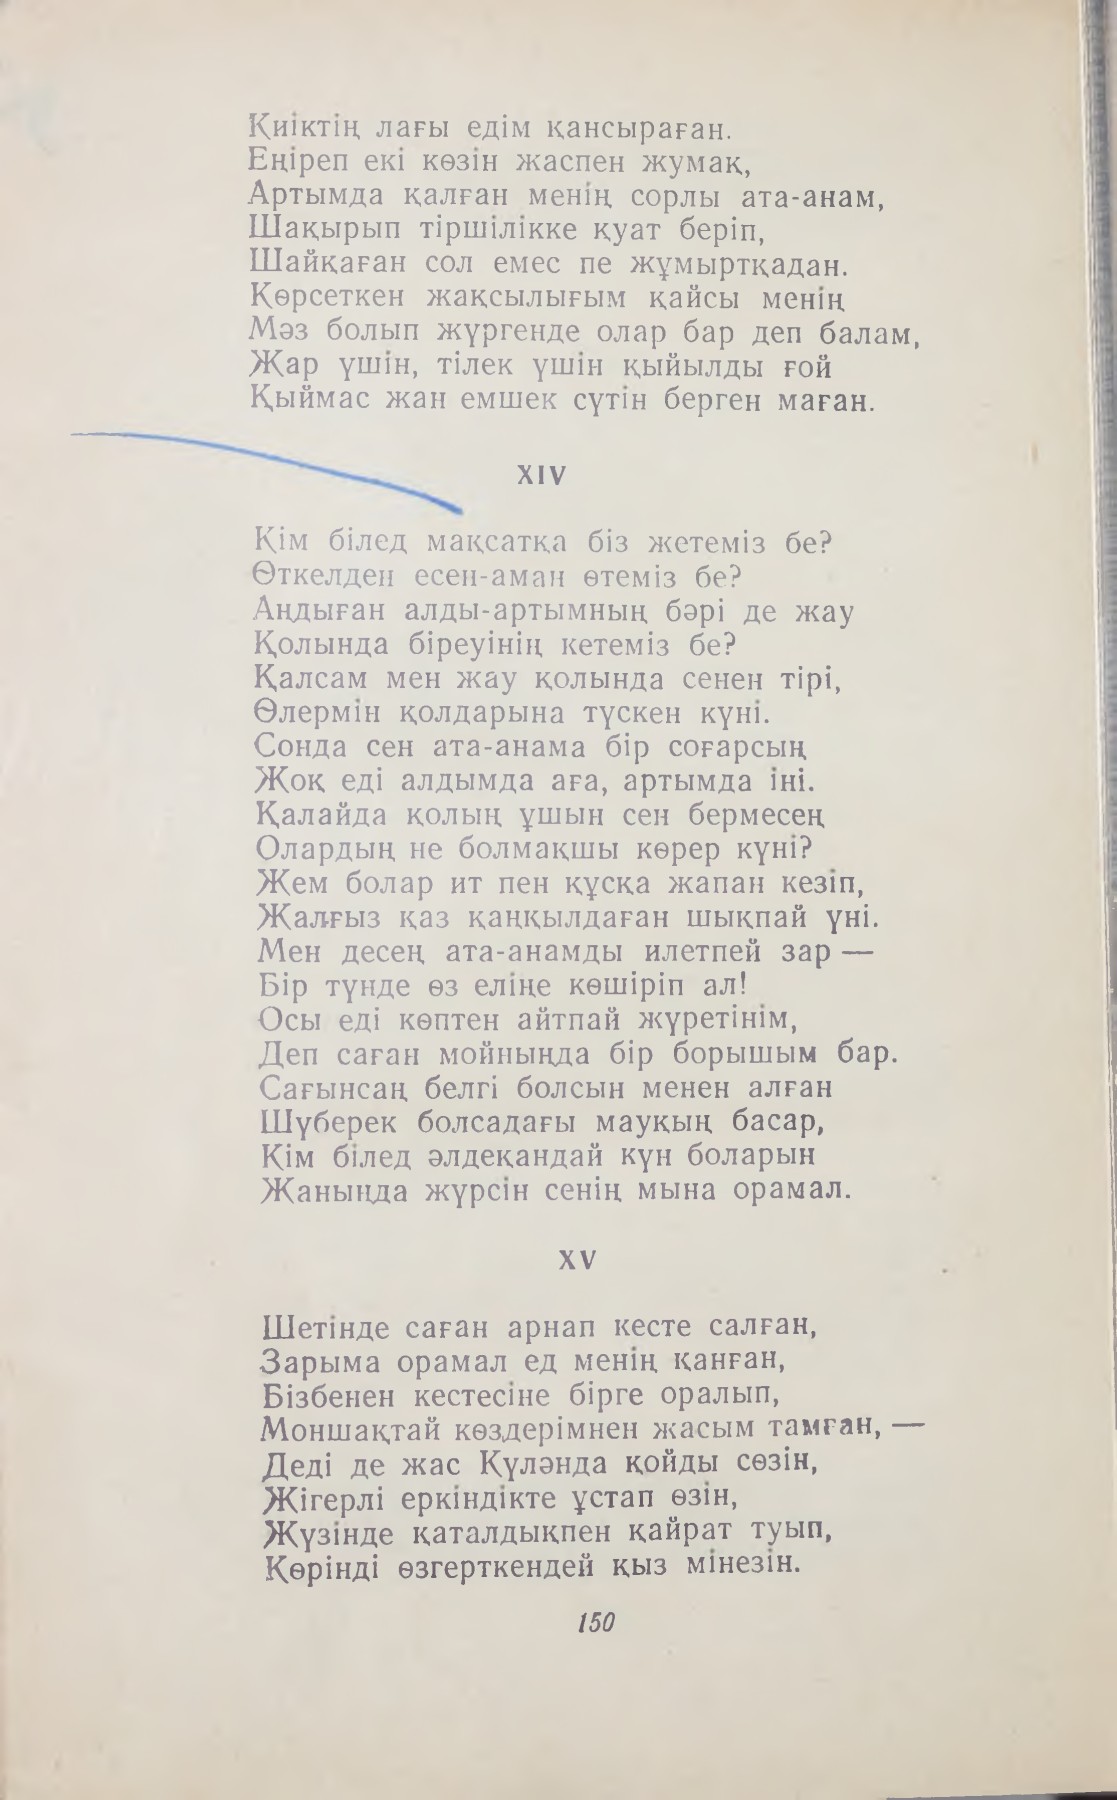 Киіктің лағы едім қансыраған.
Еңіреп екі көзін жаспен жумақ,
Артымда қалған менің сорлы ата-анам,
Шақырып тіршілікке қуат беріп,
Шайқаған сол емес пе жұмыртқадан.
Көрсеткен жақсылығым қайсы менің
Мәз болып жүргенде олар бар деп балам,
Жар үшін, тілек үшін қыйылды ғой
Қыймас жан емшек сүтін берген маған.
XIV
Кім білед мақсатқа біз жетеміз бе?
Өткелден есен-аман өтеміз бе?
Аңдыған алды-артымның бәрі де жау
Қолында біреуінің кетеміз бе?
Қалсам мен жау қолында сенен тірі,
Өлермін қолдарына түскен күні.
Сонда сен ата-анама бір соғарсың
Жоқ еді алдымда аға, артымда іні.
Қалайда қолың ұшын сен бермесең
Олардың не болмақшы көрер күні?
Жем болар ит пен құсқа жапан кезіп,
Жалғыз қаз қаңқылдаған шықпай үні.
Мен десең ата-анамды илетпей зар —
Бір түнде өз еліңе көшіріп ал!
Осы еді көптен айтпай жүретінім,
Деп саған мойныңда бір борышым бар.
Сағынсаң белгі болсын менен алған
Шүберек болсадағы мауқың басар,
Кім білед әлдеқандай күн боларын
Жаныңда жүрсін сенің мына орамал.
XV
Шетінде саған арнап кесте салған,
Зарыма орамал ед менің қанған,
Бізбенен кестесіне бірге оралып,
Моншақтай көздерімнен жасым тамған, —
Деді де жас Күләнда қойды сөзін,
Жігерлі еркіндікте ұстап өзін,
Жүзінде қаталдықпен қайрат туып,
Көрінді өзгерткендей қыз мінезін.
150